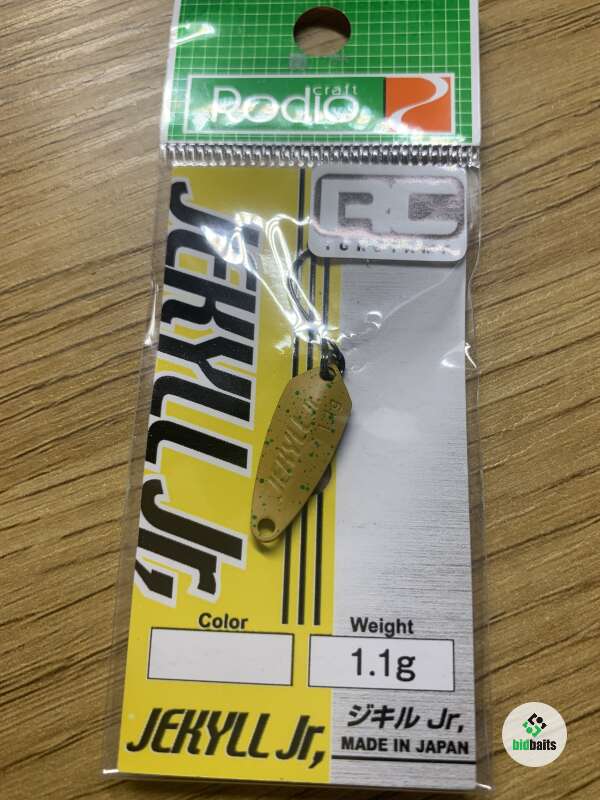 craft
Rodio
RC
JEKYLL Jr,
JEKYLL Jr,
Color
Weight
1.1g
JEKYLL Jr,
ジキル Jr,
MADE IN JAPAN
bidbaits